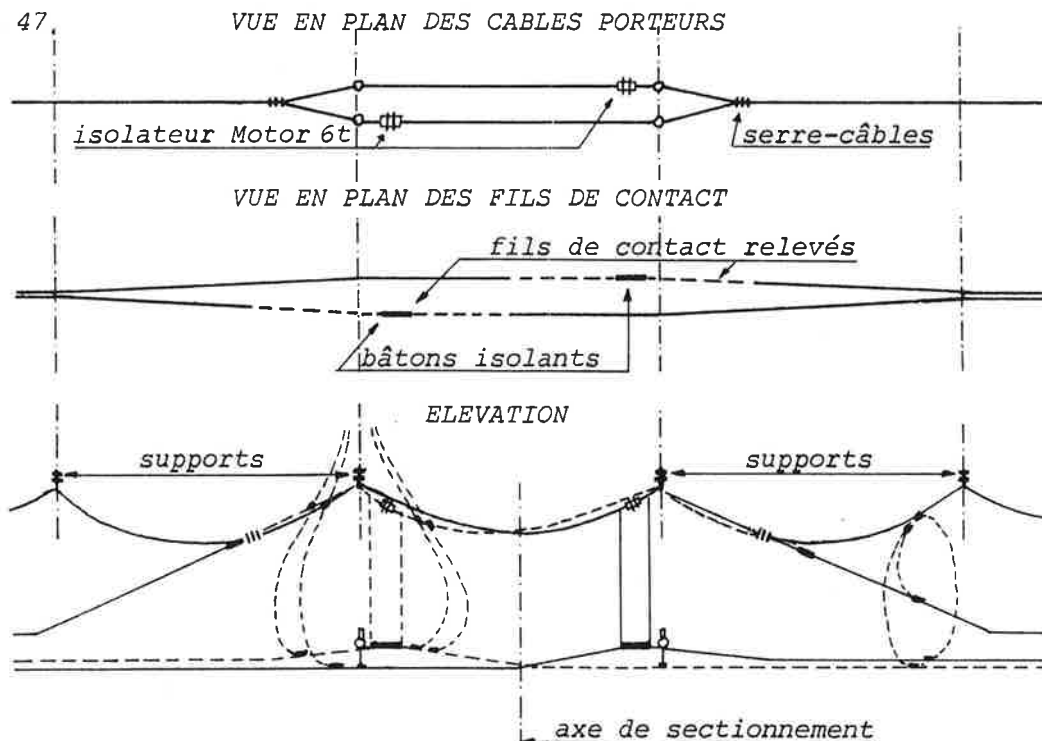 47
VUE EN PLAN DES CABLES PORTEURS
isolateur Motor 6t
serre-câbles
VUE EN PLAN DES FILS DE CONTACT
fils de contact relevés
bâtons isolants
ELEVATION
supports
supports
axe de sectionnement